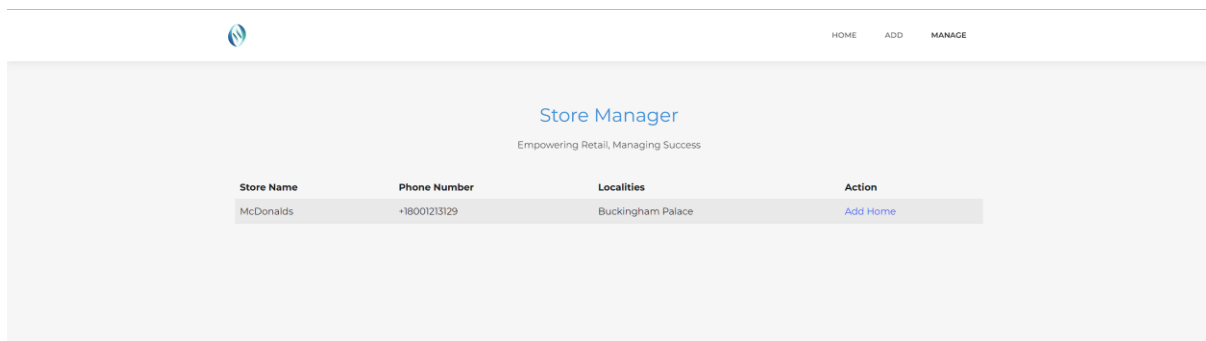 HOME ADD MANAGE
Store Manager
Empowering Retail, Managing Success
Store Name Phone Number Localities Action
McDonalds +18001213129 Buckingham Palace Add Home